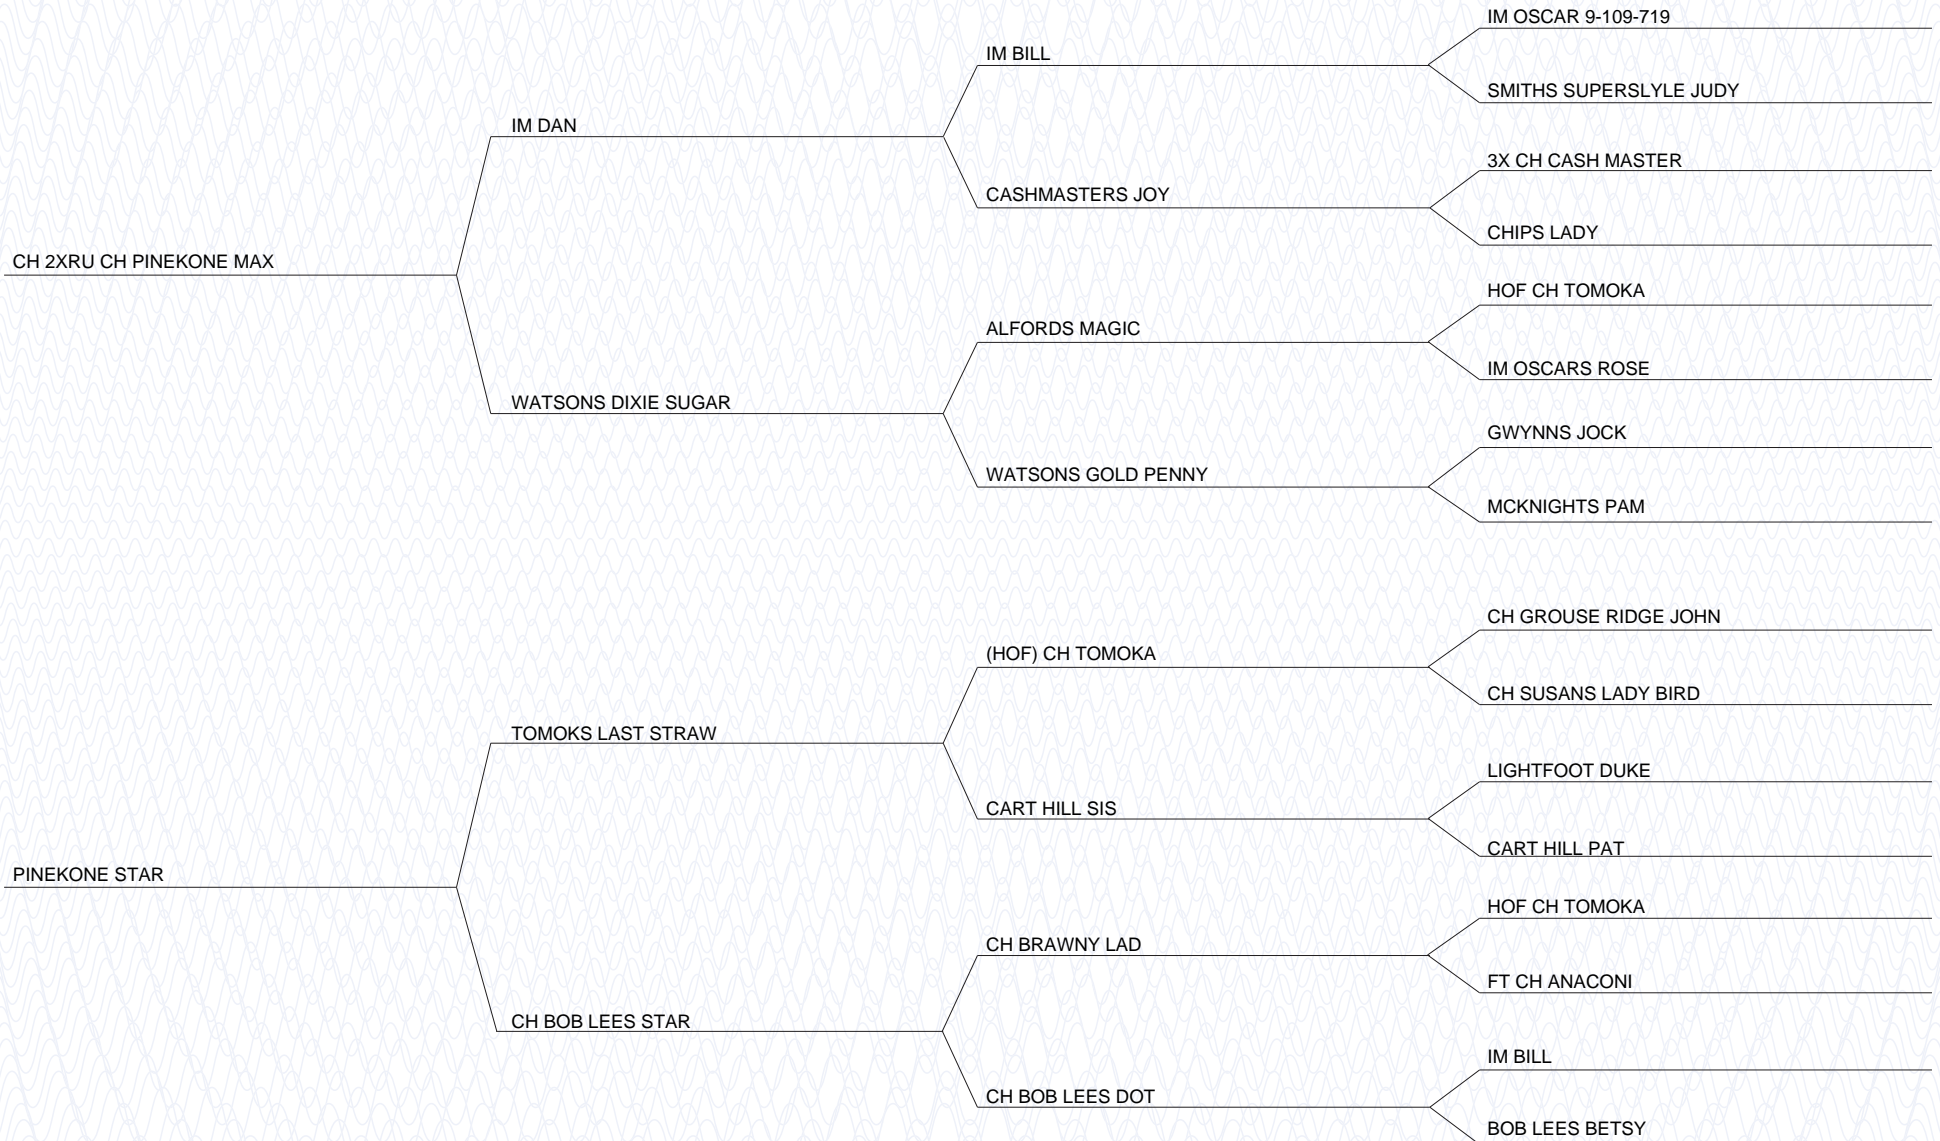 IM OSCAR 9-109-719
IM BILL
SMITHS SUPERSLYLE JUDY
IM DAN
3X CH CASH MASTER
CASHMASTERS JOY
CHIPS LADY
CH 2XRU CH PINEKONE MAX
HOF CH TOMOKA
ALFORDS MAGIC
IM OSCARS ROSE
WATSONS DIXIE SUGAR
GWYNNS JOCK
WATSONS GOLD PENNY
MCKNIGHTS PAM
CH GROUSE RIDGE JOHN
(HOF) CH TOMOKA
CH SUSANS LADY BIRD
TOMOKS LAST STRAW
LIGHTFOOT DUKE
CART HILL SIS
CART HILL PAT
PINEKONE STAR
HOF CH TOMOKA
CH BRAWNY LAD
FT CH ANACONI
CH BOB LEES STAR
IM BILL
CH BOB LEES DOT
BOB LEES BETSY